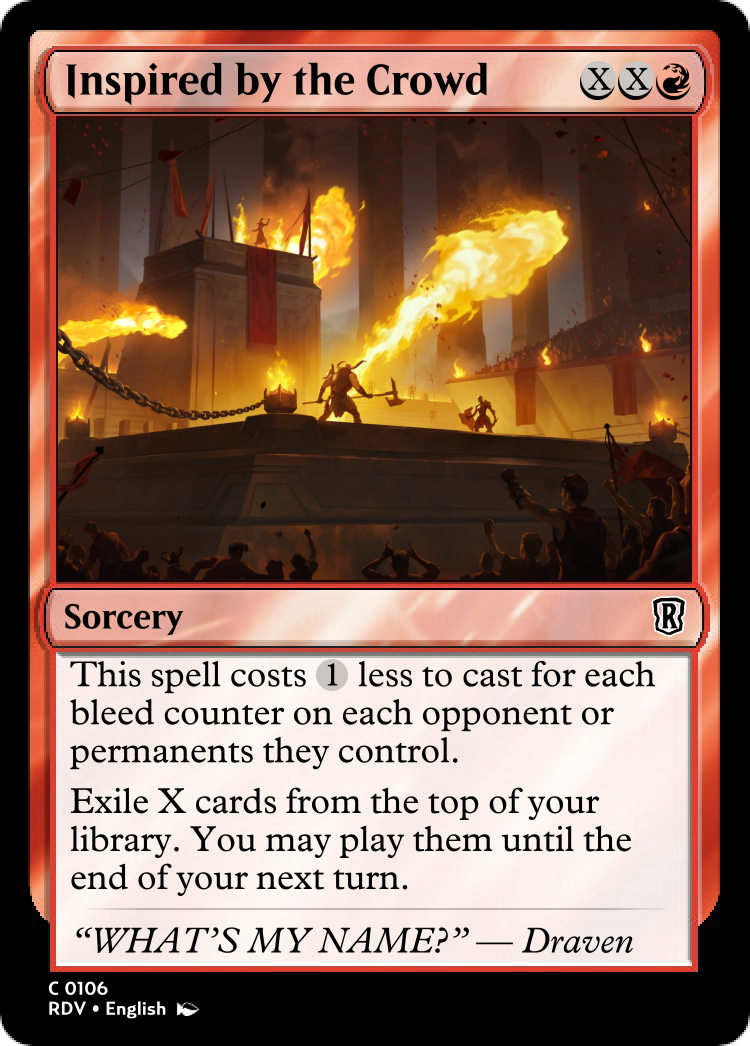 Inspired by the Crowd XX
Sorcery R
This spell costs 1 less to cast for each
bleed counter on each opponent or
permanents they control.
Exile X cards from the top of your
library. You may play them until the
end of your next turn.
“WHAT’S MY NAME?” — Draven
C 0106
RDV • English